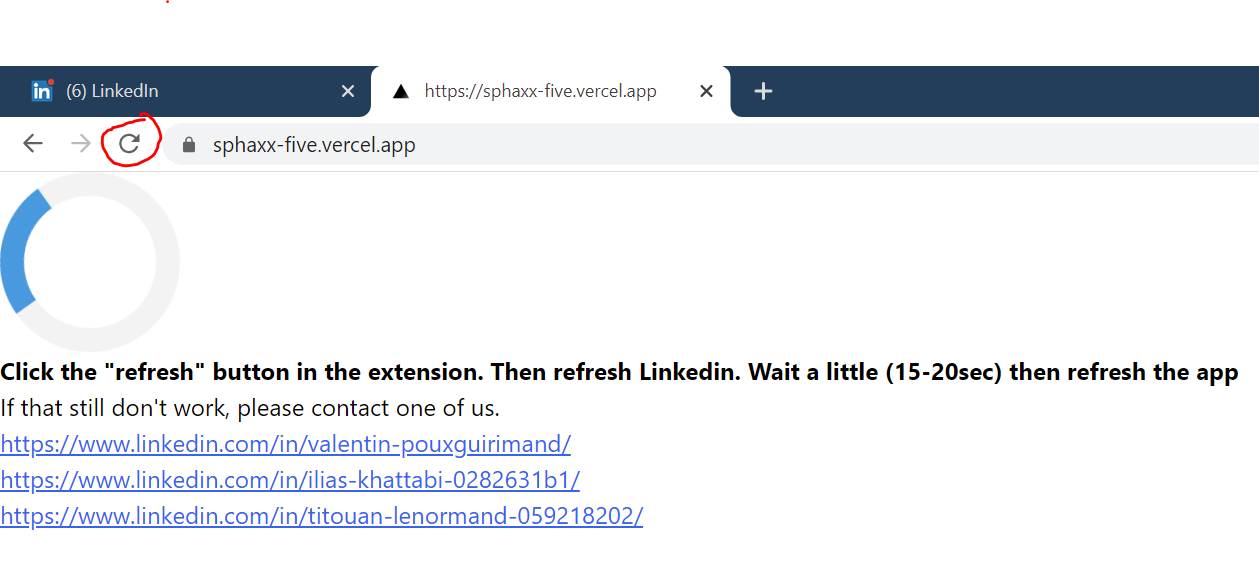 in (6) LinkedIn
https://sphaxx-five.vercel.app
sphaxx-five.vercel.app
Click the "refresh" button in the extension. Then refresh Linkedin. Wait a little (15-20sec) then refresh the app
If that still don't work, please contact one of us.
https://www.linkedin.com/in/valentin-pouxguirimand/
https://www.linkedin.com/in/ilias-khattabi-0282631b1/
https://www.linkedin.com/in/titouan-lenormand-059218202/